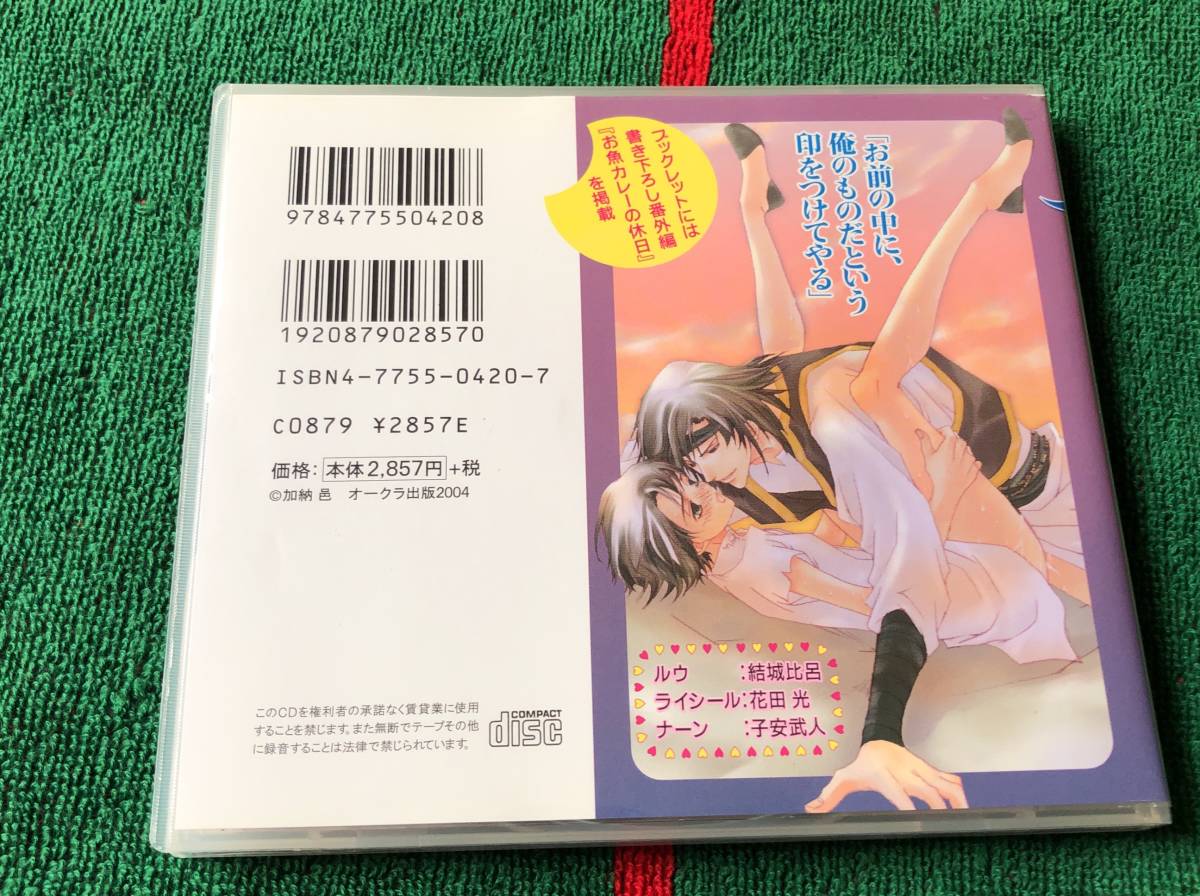 9784775504208
1920879028570
ISBN4-7755-0420-7
C0879 ¥2857E
価格:本体2,857円+税
©加納 邑 オークラ出版2004
このCDを権利者の承諾なく賃貸業に使用
することを禁じます。また無断でテープその他
に録音することは法律で禁じられています。
COMPACT
disc
ブックレットには
書き下ろし番外編
『お魚カレーの休日』
を掲載
『お前の中に、
俺のものだという
印をつけてやる』
ルウ :結城比呂
ライシール:花田 光
ナーン :子安武人